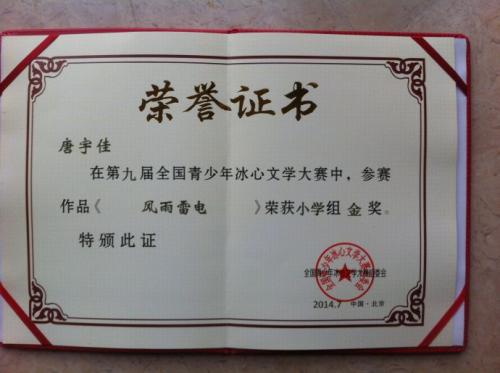 荣誉证书
唐宇佳
在第九届全国青少年冰心文学大赛中，参赛
作品《 风雨雷电 》荣获小学组金奖。
特颁此证
全国青少年冰心文学大赛组委会
2014.7 中国·北京